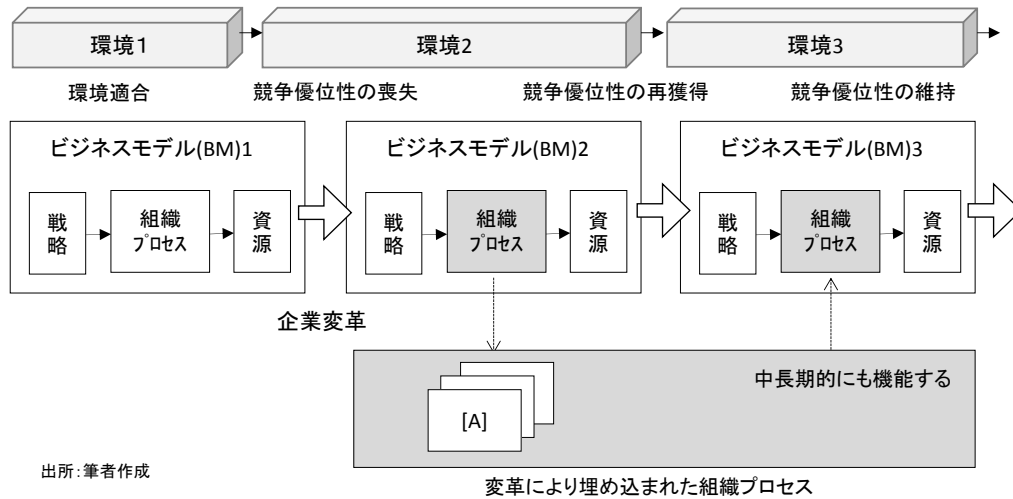 環境1
環境2
環境3
環境適合
競争優位性の喪失
競争優位性の再獲得
競争優位性の維持
ビジネスモデル(BM)1
戦略
組織
プロセス
資源
ビジネスモデル(BM)2
戦略
組織
プロセス
資源
ビジネスモデル(BM)3
戦略
組織
プロセス
資源
企業変革
中長期的にも機能する
[A]
出所:筆者作成
変革により埋め込まれた組織プロセス